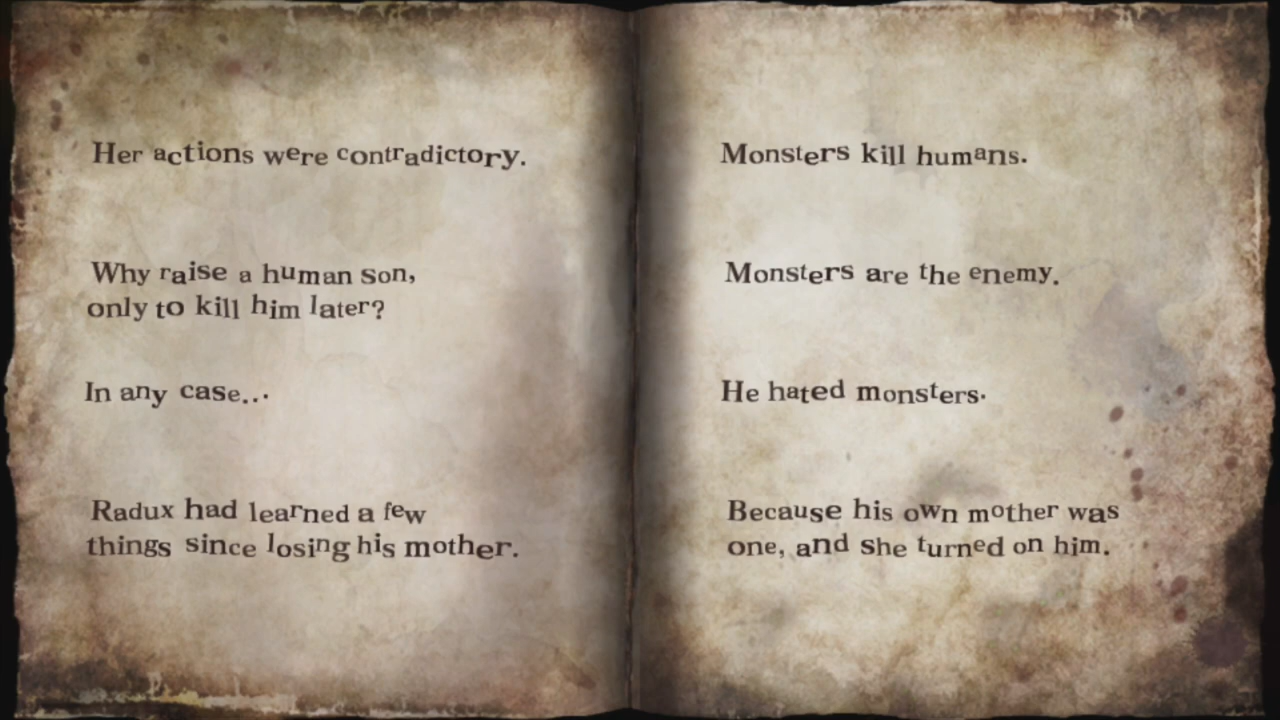 Her actions were contradictory.
Why raise a human son,
only to kill him later?
In any case...
Radux had learned a few
things since losing his mother.
Monsters kill humans.
Monsters are the enemy.
He hated monsters.
Because his own mother was
one, and she turned on him.